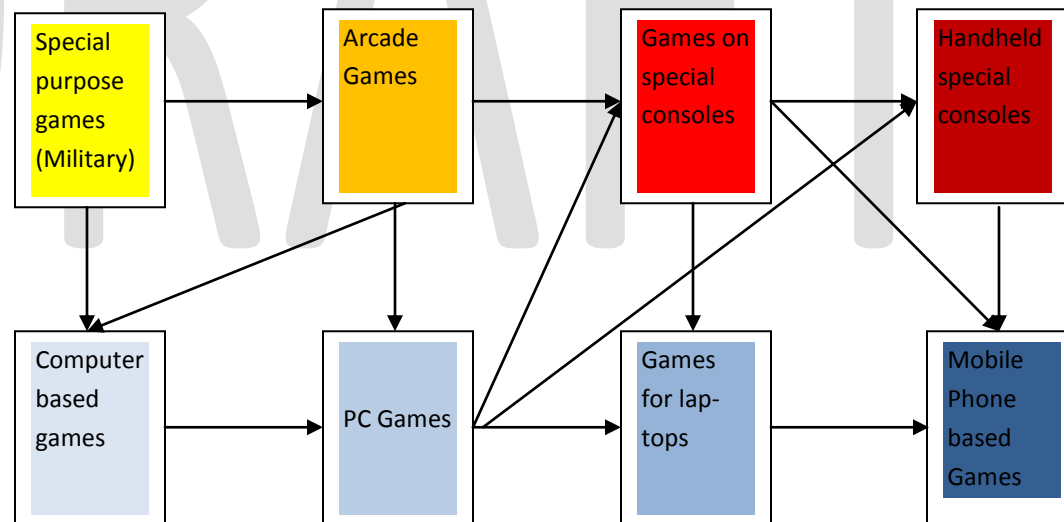 Special
purpose
games
(Military)
Arcade
Games
Games on
special
consoles
Handheld
special
consoles
Computer
based
games
PC Games
Games
for lap-
tops
Mobile
Phone
based
Games